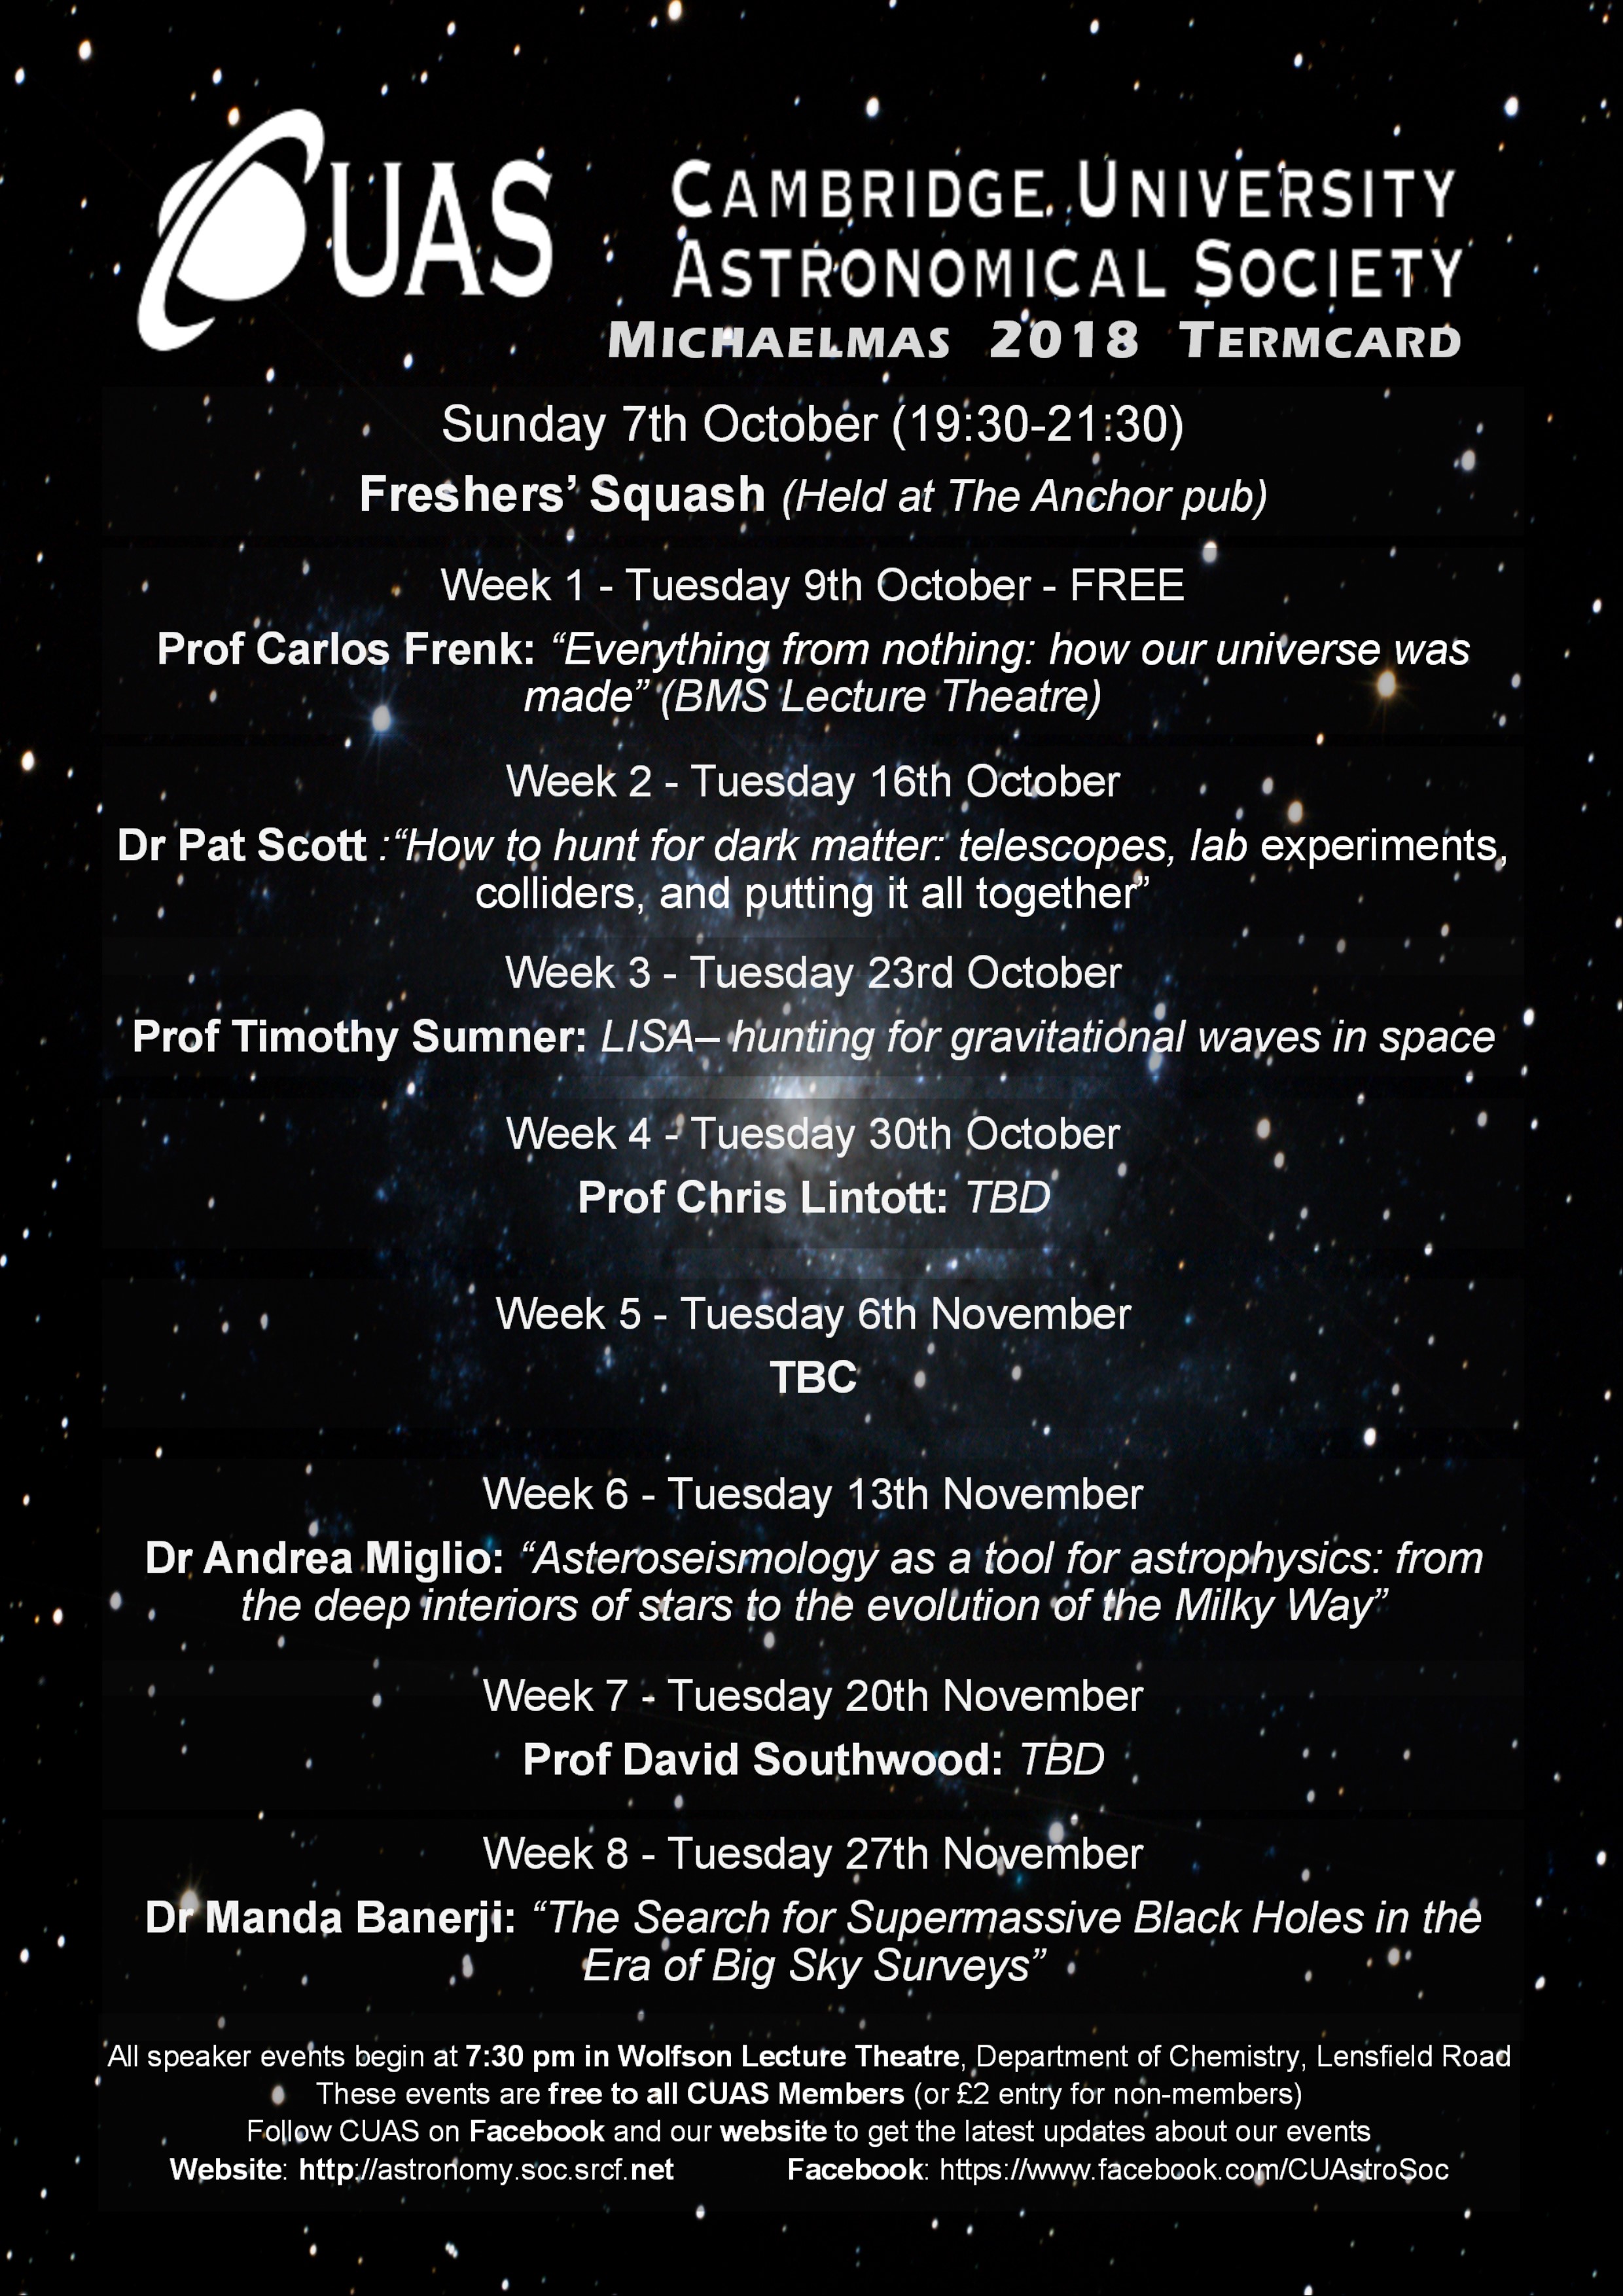 CUAS
CAMBRIDGE UNIVERSITY
ASTRONOMICAL SOCIETY
MICHAELMAS 2018 TERMCARD
Sunday 7th October (19:30-21:30)
Freshers’ Squash (Held at The Anchor pub)
Week 1 - Tuesday 9th October - FREE
Prof Carlos Frenk: “Everything from nothing: how our universe was
made” (BMS Lecture Theatre)
Week 2 - Tuesday 16th October
Dr Pat Scott :“How to hunt for dark matter: telescopes, lab experiments,
colliders, and putting it all together”
Week 3 - Tuesday 23rd October
Prof Timothy Sumner: LISA– hunting for gravitational waves in space
Week 4 - Tuesday 30th October
Prof Chris Lintott: TBD
Week 5 - Tuesday 6th November
TBC
Week 6 - Tuesday 13th November
Dr Andrea Miglio: “Asteroseismology as a tool for astrophysics: from
the deep interiors of stars to the evolution of the Milky Way”
Week 7 - Tuesday 20th November
Prof David Southwood: TBD
Week 8 - Tuesday 27th November
Dr Manda Banerji: “The Search for Supermassive Black Holes in the
Era of Big Sky Surveys”
All speaker events begin at 7:30 pm in Wolfson Lecture Theatre, Department of Chemistry, Lensfield Road
These events are free to all CUAS Members (or £2 entry for non-members)
Follow CUAS on Facebook and our website to get the latest updates about our events
Website: http://astronomy.soc.srcf.net Facebook: https://www.facebook.com/CUAstroSoc